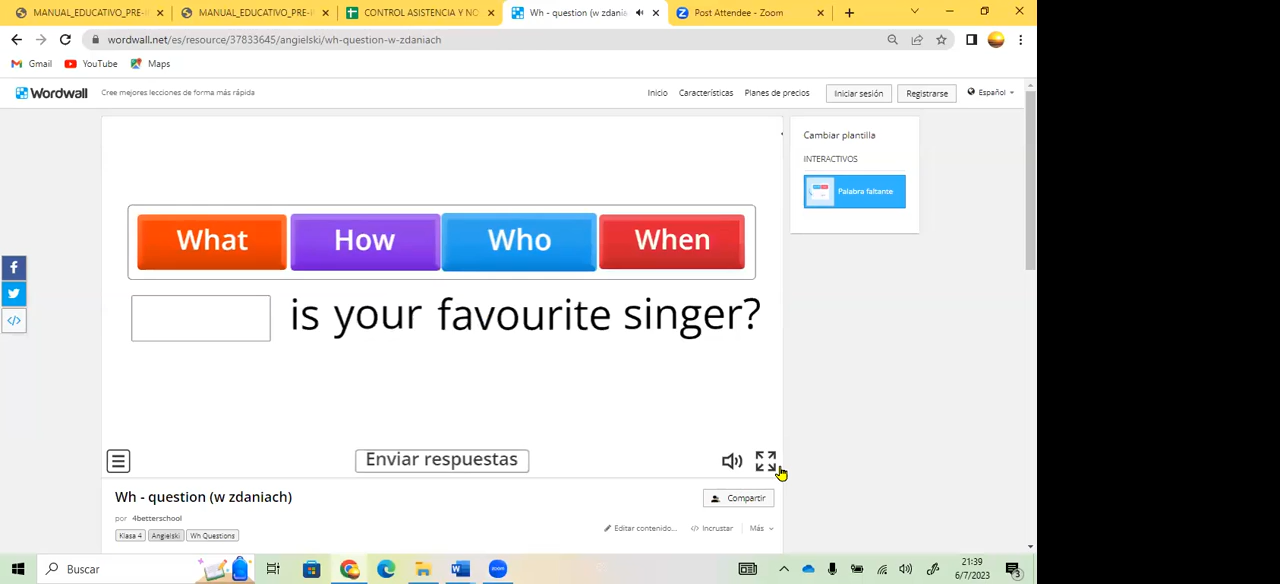 MANUAL_EDUCATIVO_PRE-I
MANUAL_EDUCATIVO_PRE-I
CONTROL ASISTENCIA Y NO
Wh - question (w zdania
Post Attendee - Zoom
wordwall.net/es/resource/37833645/angielski/wh-question-w-zdaniach
Gmail
YouTube
Maps
Wordwall
Cree mejores lecciones de forma más rápida
Inicio
Características
Planes de precios
Iniciar sesión
Registrarse
Español
Cambiar plantilla
INTERACTIVOS
Palabra faltante
What
How
Who
When
is your favourite singer?
Enviar respuestas
Wh - question (w zdaniach)
Compartir
por 4betterschool
Editar contenido...
Incrustar
Más
Klasa 4
Angielski
Wh Questions
Buscar
zoom
21:39
6/7/2023
3